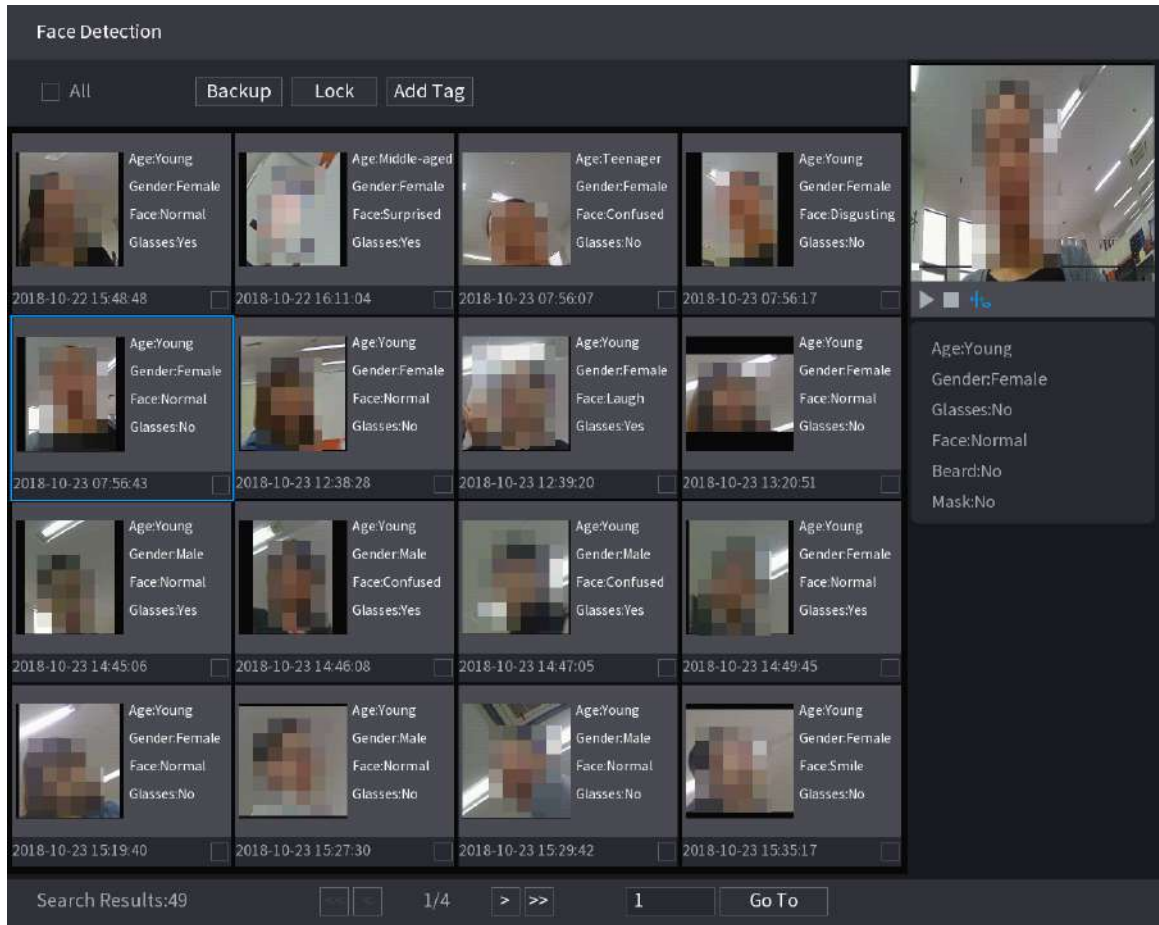 Face Detection
All
Backup
Lock
Add Tag
Age:Young
Gender:Female
Face:Normal
Glasses:Yes
2018-10-22 15:48:48
Age:Middle-aged
Gender:Female
Face:Surprised
Glasses:Yes
2018-10-22 16:11:04
Age:Teenager
Gender:Female
Face:Confused
Glasses:No
2018-10-23 07:56:07
Age:Young
Gender:Female
Face:Disgusting
Glasses:No
2018-10-23 07:56:17
Age:Young
Gender:Female
Face:Normal
Glasses:No
2018-10-23 07:56:43
Age:Young
Gender:Female
Face:Normal
Glasses:No
2018-10-23 12:38:28
Age:Young
Gender:Female
Face:Laugh
Glasses:Yes
2018-10-23 12:39:20
Age:Young
Gender:Female
Face:Normal
Glasses:No
2018-10-23 13:20:51
Age:Young
Gender:Male
Face:Normal
Glasses:Yes
2018-10-23 14:45:06
Age:Young
Gender:Male
Face:Confused
Glasses:Yes
2018-10-23 14:46:08
Age:Young
Gender:Male
Face:Confused
Glasses:Yes
2018-10-23 14:47:05
Age:Young
Gender:Female
Face:Normal
Glasses:Yes
2018-10-23 14:49:45
Age:Young
Gender:Female
Face:Normal
Glasses:No
2018-10-23 15:19:40
Age:Young
Gender:Male
Face:Normal
Glasses:No
2018-10-23 15:27:30
Age:Young
Gender:Male
Face:Normal
Glasses:No
2018-10-23 15:29:42
Age:Young
Gender:Female
Face:Smile
Glasses:No
2018-10-23 15:35:17
Age:Young
Gender:Female
Glasses:No
Face:Normal
Beard:No
Mask:No
Search Results:49
<< < 1/4 > >>
1
Go To